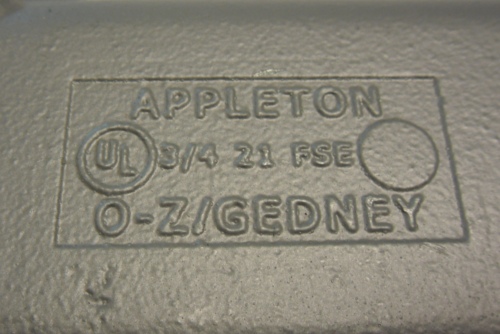 APPLETON
UL 3/4 21 FSE
O-Z/GEDNEY